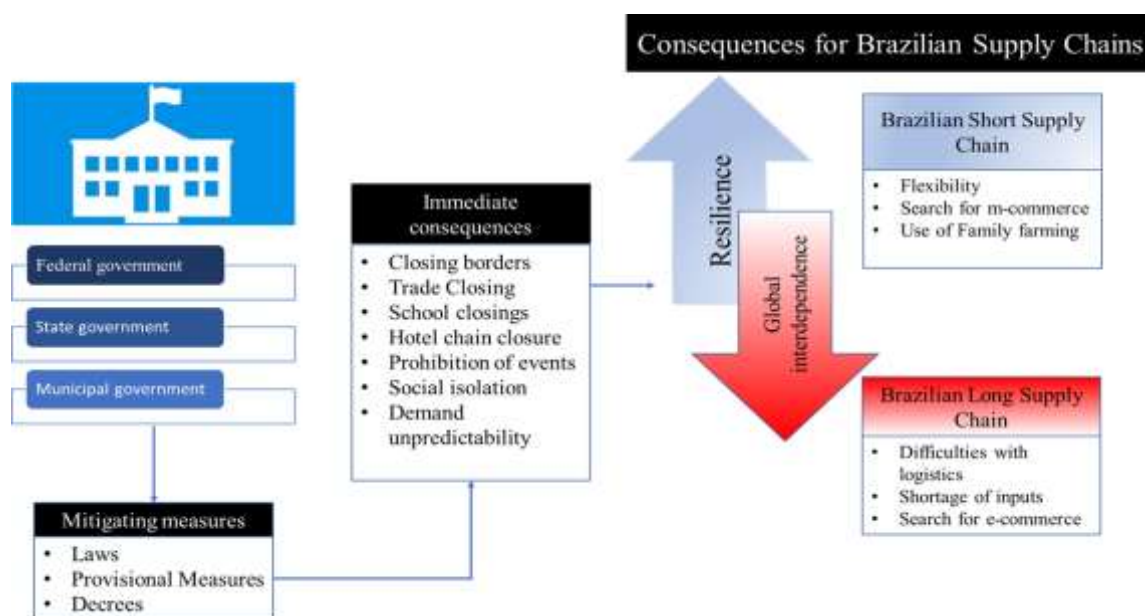 Consequences for Brazilian Supply Chains
Federal government
State government
Municipal government
Mitigating measures
• Laws
• Provisional Measures
• Decrees
Immediate
consequences
• Closing borders
• Trade Closing
• School closings
• Hotel chain closure
• Prohibition of events
• Social isolation
• Demand
unpredictability
Resilience
Global
interdependence
Brazilian Short Supply
Chain
• Flexibility
• Search for m-commerce
• Use of Family farming
Brazilian Long Supply
Chain
• Difficulties with
logistics
• Shortage of inputs
• Search for e-commerce